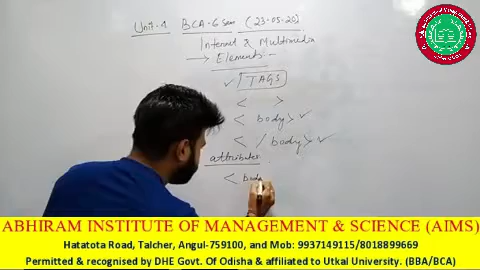 Unit-1 BCA-6 Sem (23-05-20)
Internet & Multimedia
→ Elements -
✓ TAGS
< >
< body> ✓
< / body> ✓
attributes
< bod
ABHIRAM INSTITUTE OF MANAGEMENT & SCIENCE (AIMS)
Hatatota Road, Talcher, Angul-759100, and Mob: 9937149115/8018899669
Permitted & recognised by DHE Govt. Of Odisha & affiliated to Utkal University. (BBA/BCA)